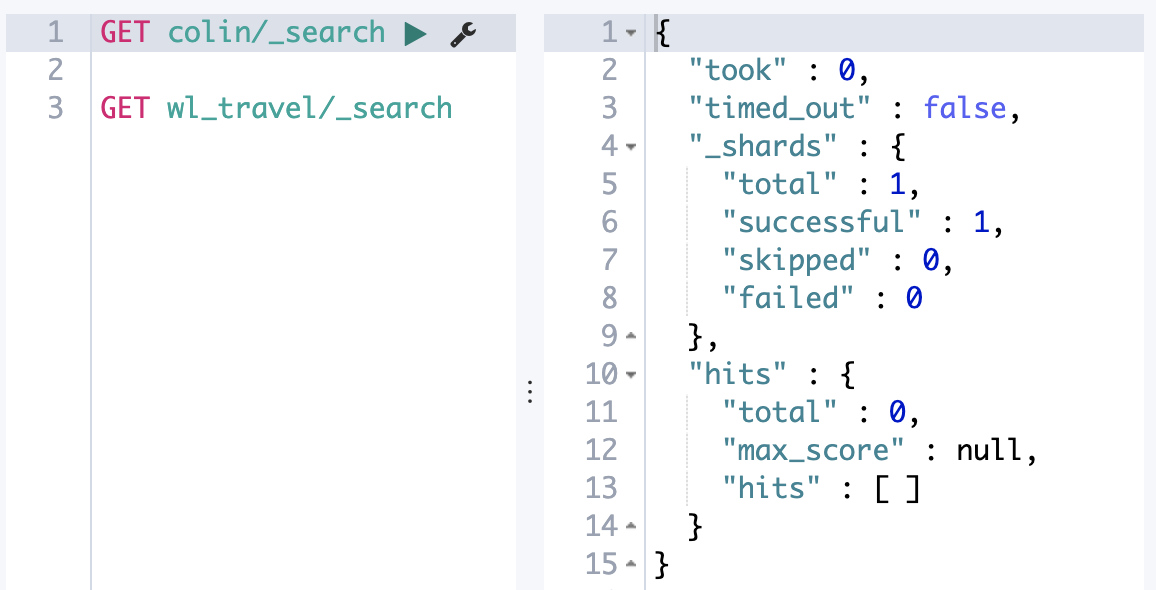 1 GET colin/_search
2
3 GET wl_travel/_search
1 {
2 "took" : 0,
3 "timed_out" : false,
4 "_shards" : {
5 "total" : 1,
6 "successful" : 1,
7 "skipped" : 0,
8 "failed" : 0
9 },
10 "hits" : {
11 "total" : 0,
12 "max_score" : null,
13 "hits" : [ ]
14 }
15 }